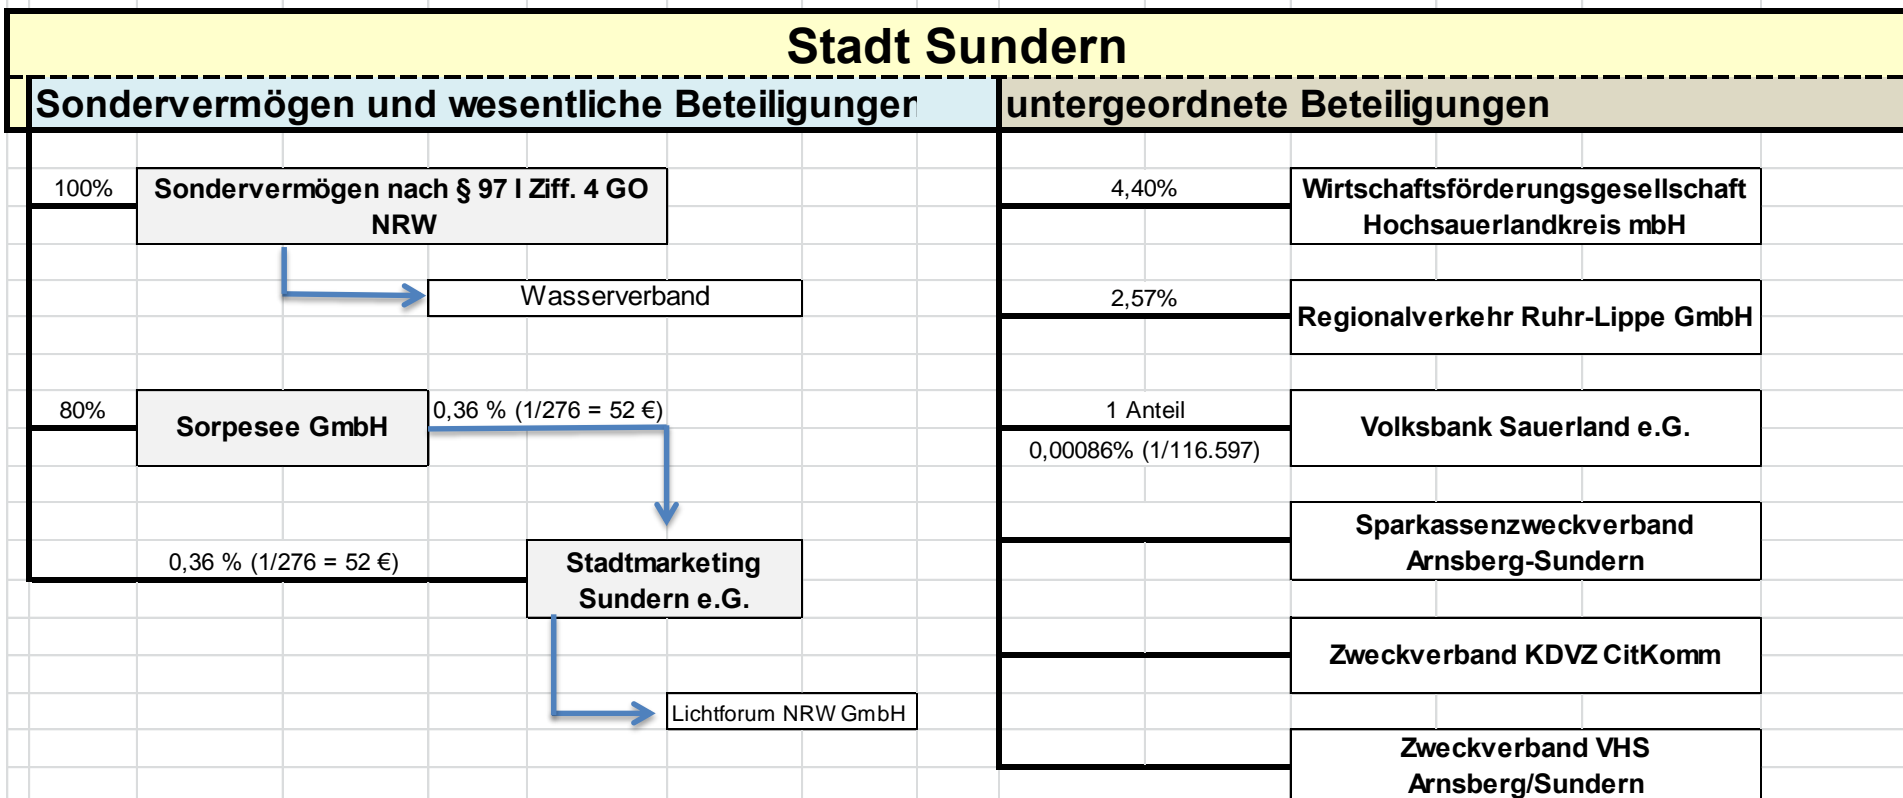 Stadt Sundern
Sondervermögen und wesentliche Beteiligungen
untergeordnete Beteiligungen
100%
Sondervermögen nach § 97 I Ziff. 4 GO
NRW
Wasserverband
80%
Sorpesee GmbH
0,36 % (1/276 = 52 €)
0,36 % (1/276 = 52 €)
Stadtmarketing
Sundern e.G.
Lichtforum NRW GmbH
4,40%
Wirtschaftsförderungsgesellschaft
Hochsauerlandkreis mbH
2,57%
Regionalverkehr Ruhr-Lippe GmbH
1 Anteil
0,00086% (1/116.597)
Volksbank Sauerland e.G.
Sparkassenzweckverband
Arnsberg-Sundern
Zweckverband KDVZ CitKomm
Zweckverband VHS
Arnsberg/Sundern